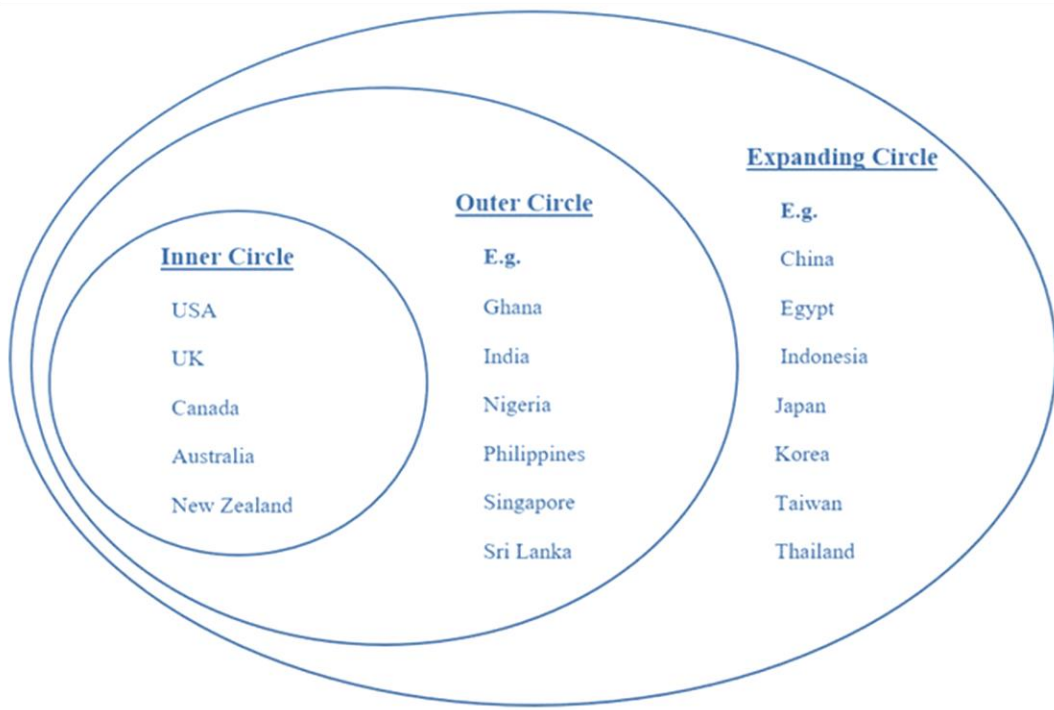 Inner Circle
USA
UK
Canada
Australia
New Zealand
Outer Circle
E.g.
Ghana
India
Nigeria
Philippines
Singapore
Sri Lanka
Expanding Circle
E.g.
China
Egypt
Indonesia
Japan
Korea
Taiwan
Thailand